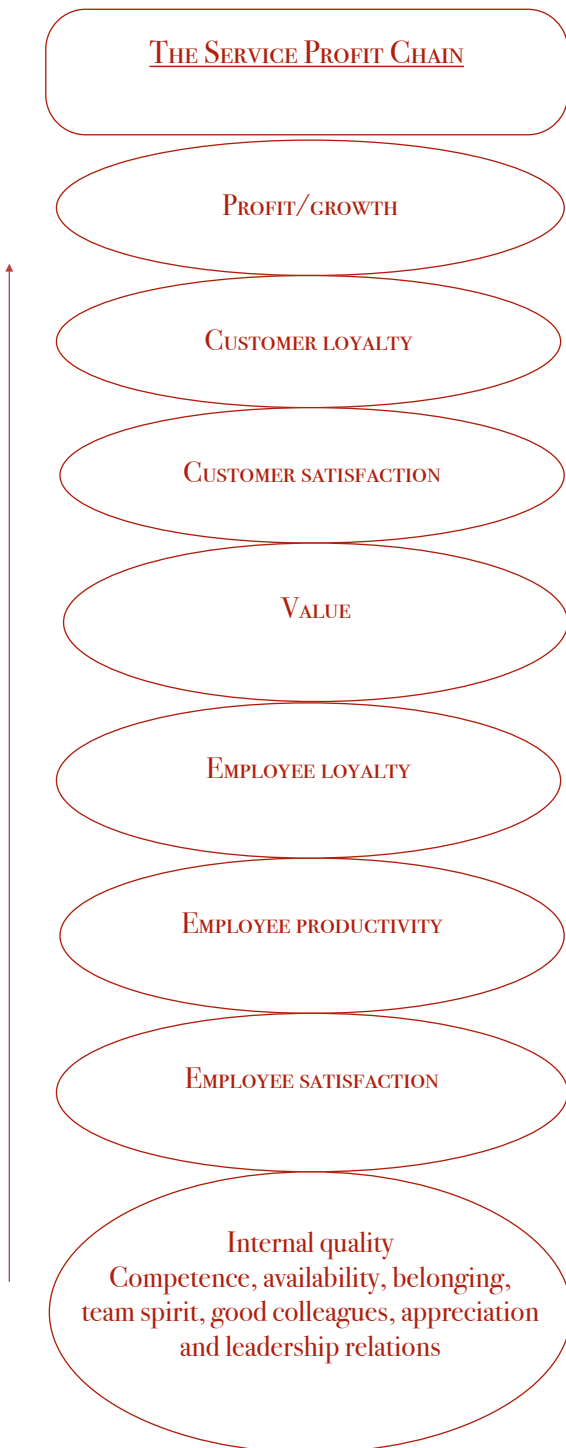 The Service Profit Chain
Profit/growth
Customer loyalty
Customer satisfaction
Value
Employee loyalty
Employee productivity
Employee satisfaction
Internal quality
Competence, availability, belonging,
team spirit, good colleagues, appreciation
and leadership relations